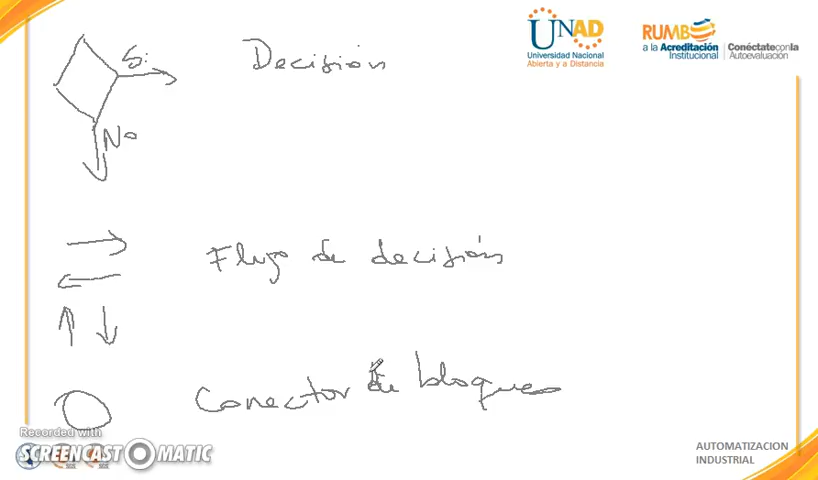 UNAD
Universidad Nacional
Abierta y a Distancia
RUMBO
a la Acreditación
Institucional
Conéctate con la
Autoevaluación
Si
Decisión
No
Flujo de decisión
Conector de bloques
Recorded with
SCREENCAST-O-MATIC
AUTOMATIZACION
INDUSTRIAL